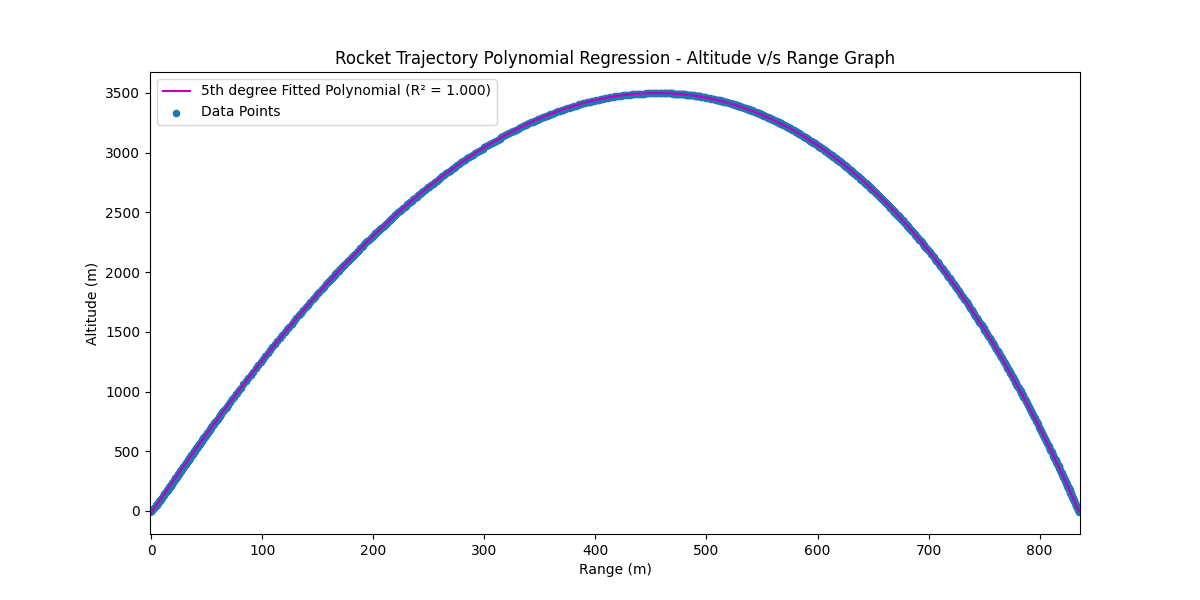 Rocket Trajectory Polynomial Regression - Altitude v/s Range Graph
5th degree Fitted Polynomial (R² = 1.000)
Data Points
3500
3000
2500
2000
1500
1000
500
0
Altitude (m)
0 100 200 300 400 500 600 700 800
Range (m)